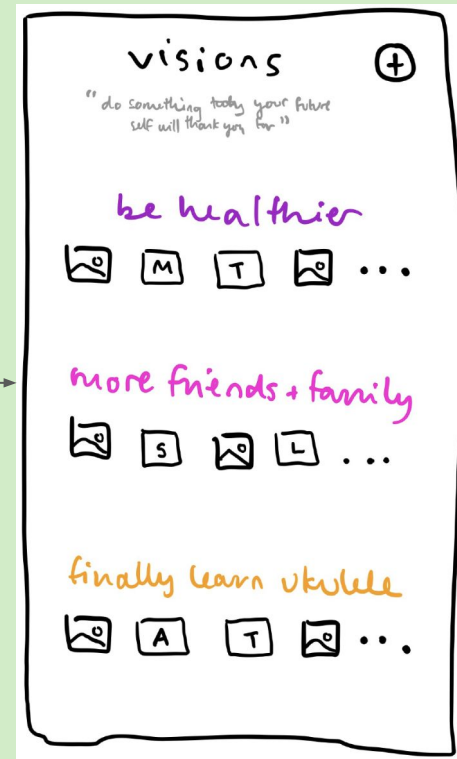 visions +
"do something today your future
self will thank you for"
be healthier
M T ...
more friends + family
S L ...
finally learn ukulele
A T ...